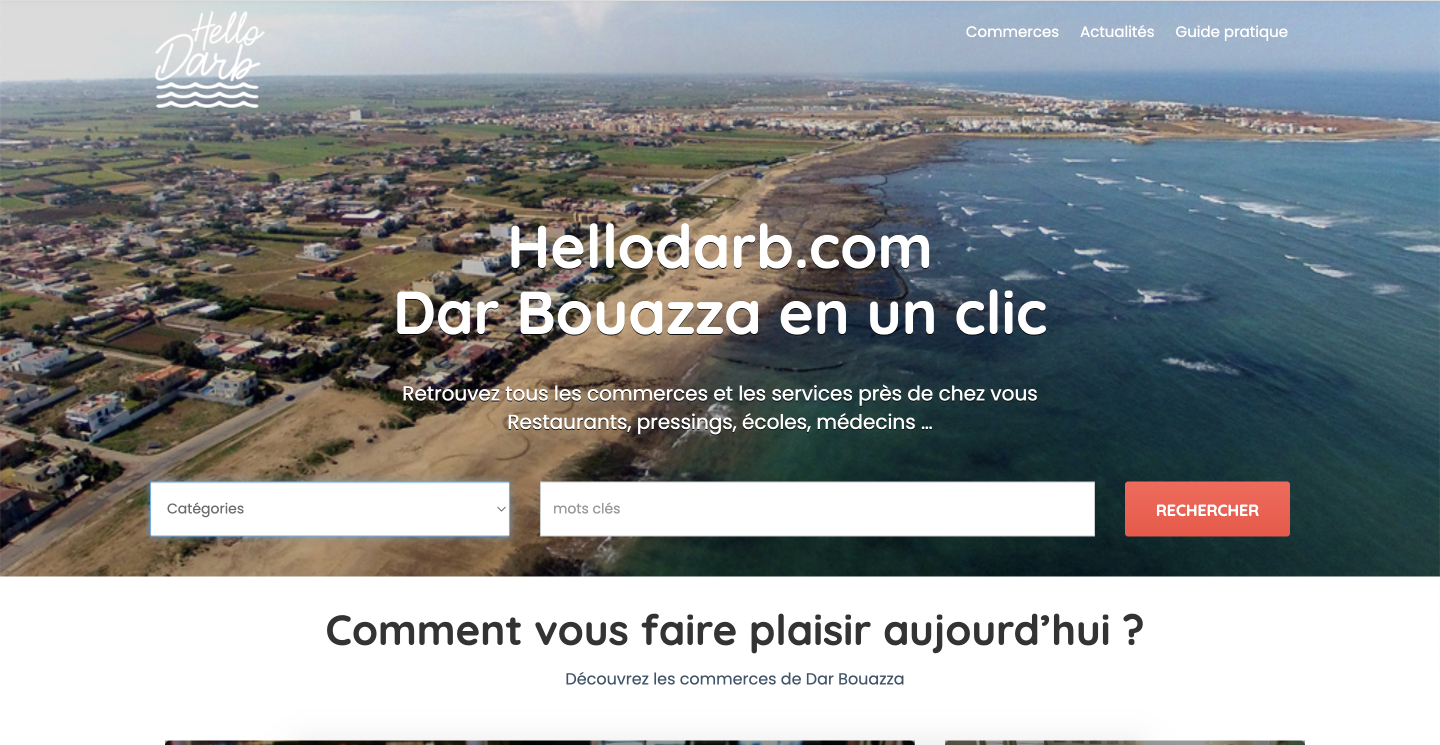 Hello
Darb
Commerces
Actualités
Guide pratique
Hellodarb.com
Dar Bouazza en un clic
Retrouvez tous les commerces et les services près de chez vous
Restaurants, pressings, écoles, médecins ...
Catégories
mots clés
RECHERCHER
Comment vous faire plaisir aujourd’hui ?
Découvrez les commerces de Dar Bouazza